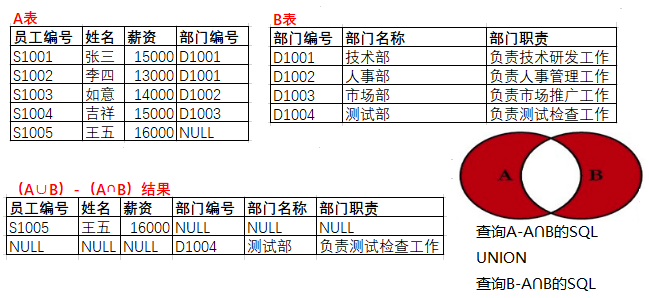 A表
员工编号 姓名 薪资 部门编号
S1001 张三 15000 D1001
S1002 李四 13000 D1001
S1003 如意 14000 D1002
S1004 吉祥 15000 D1003
S1005 王五 16000 NULL
B表
部门编号 部门名称 部门职责
D1001 技术部 负责技术研发工作
D1002 人事部 负责人事管理工作
D1003 市场部 负责市场推广工作
D1004 测试部 负责测试检查工作
A B
(A∪B)-(A∩B)结果
员工编号 姓名 薪资 部门编号 部门名称 部门职责
S1005 王五 16000 NULL NULL NULL
NULL NULL NULL D1004 测试部 负责测试检查工作
查询A-A∩B的SQL
UNION
查询B-A∩B的SQL